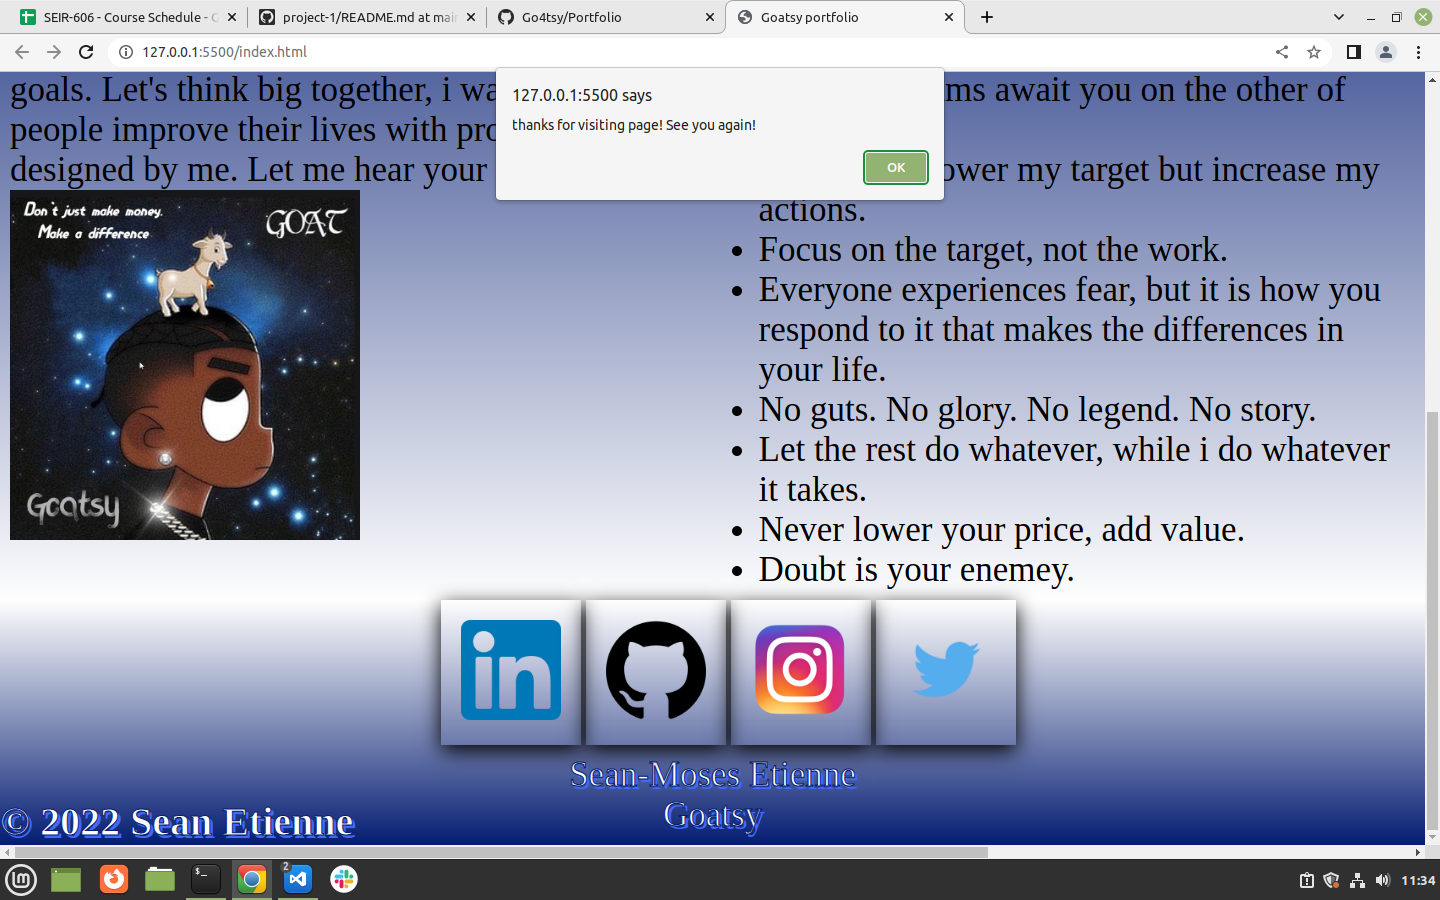 SEIR-606 - Course Schedule - G
project-1/README.md at main
Go4tsy/Portfolio
Goatsy portfolio
127.0.0.1:5500/index.html
127.0.0.1:5500 says
thanks for visiting page! See you again!
OK
goals. Let's think big together, i wa
people improve their lives with pro
designed by me. Let me hear your
ms await you on the other of
ower my target but increase my
actions.
Focus on the target, not the work.
Everyone experiences fear, but it is how you
respond to it that makes the differences in
your life.
No guts. No glory. No legend. No story.
Let the rest do whatever, while i do whatever
it takes.
Never lower your price, add value.
Doubt is your enemey.
Don't just make money.
Make a difference
GOAT
Goatsy
in
Sean-Moses Etienne
Goatsy
© 2022 Sean Etienne
2
11:34